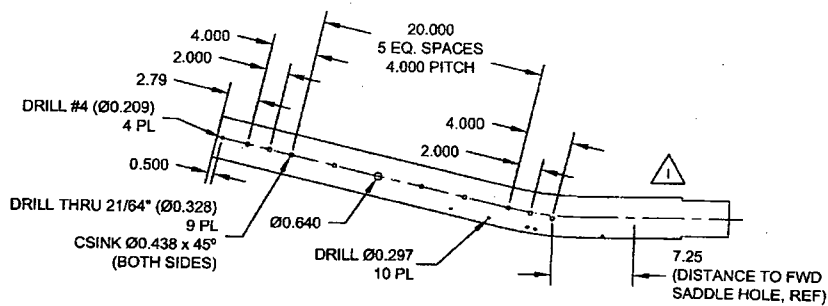 20.000
5 EQ. SPACES
4.000 PITCH
4.000
2.000
2.79
DRILL #4 (Ø0.209)
4 PL
0.500
DRILL THRU 21/64" (Ø0.328)
9 PL
CSINK Ø0.438 x 45º
(BOTH SIDES)
Ø0.640
DRILL Ø0.297
10 PL
4.000
2.000
1
7.25
(DISTANCE TO FWD
SADDLE HOLE, REF)